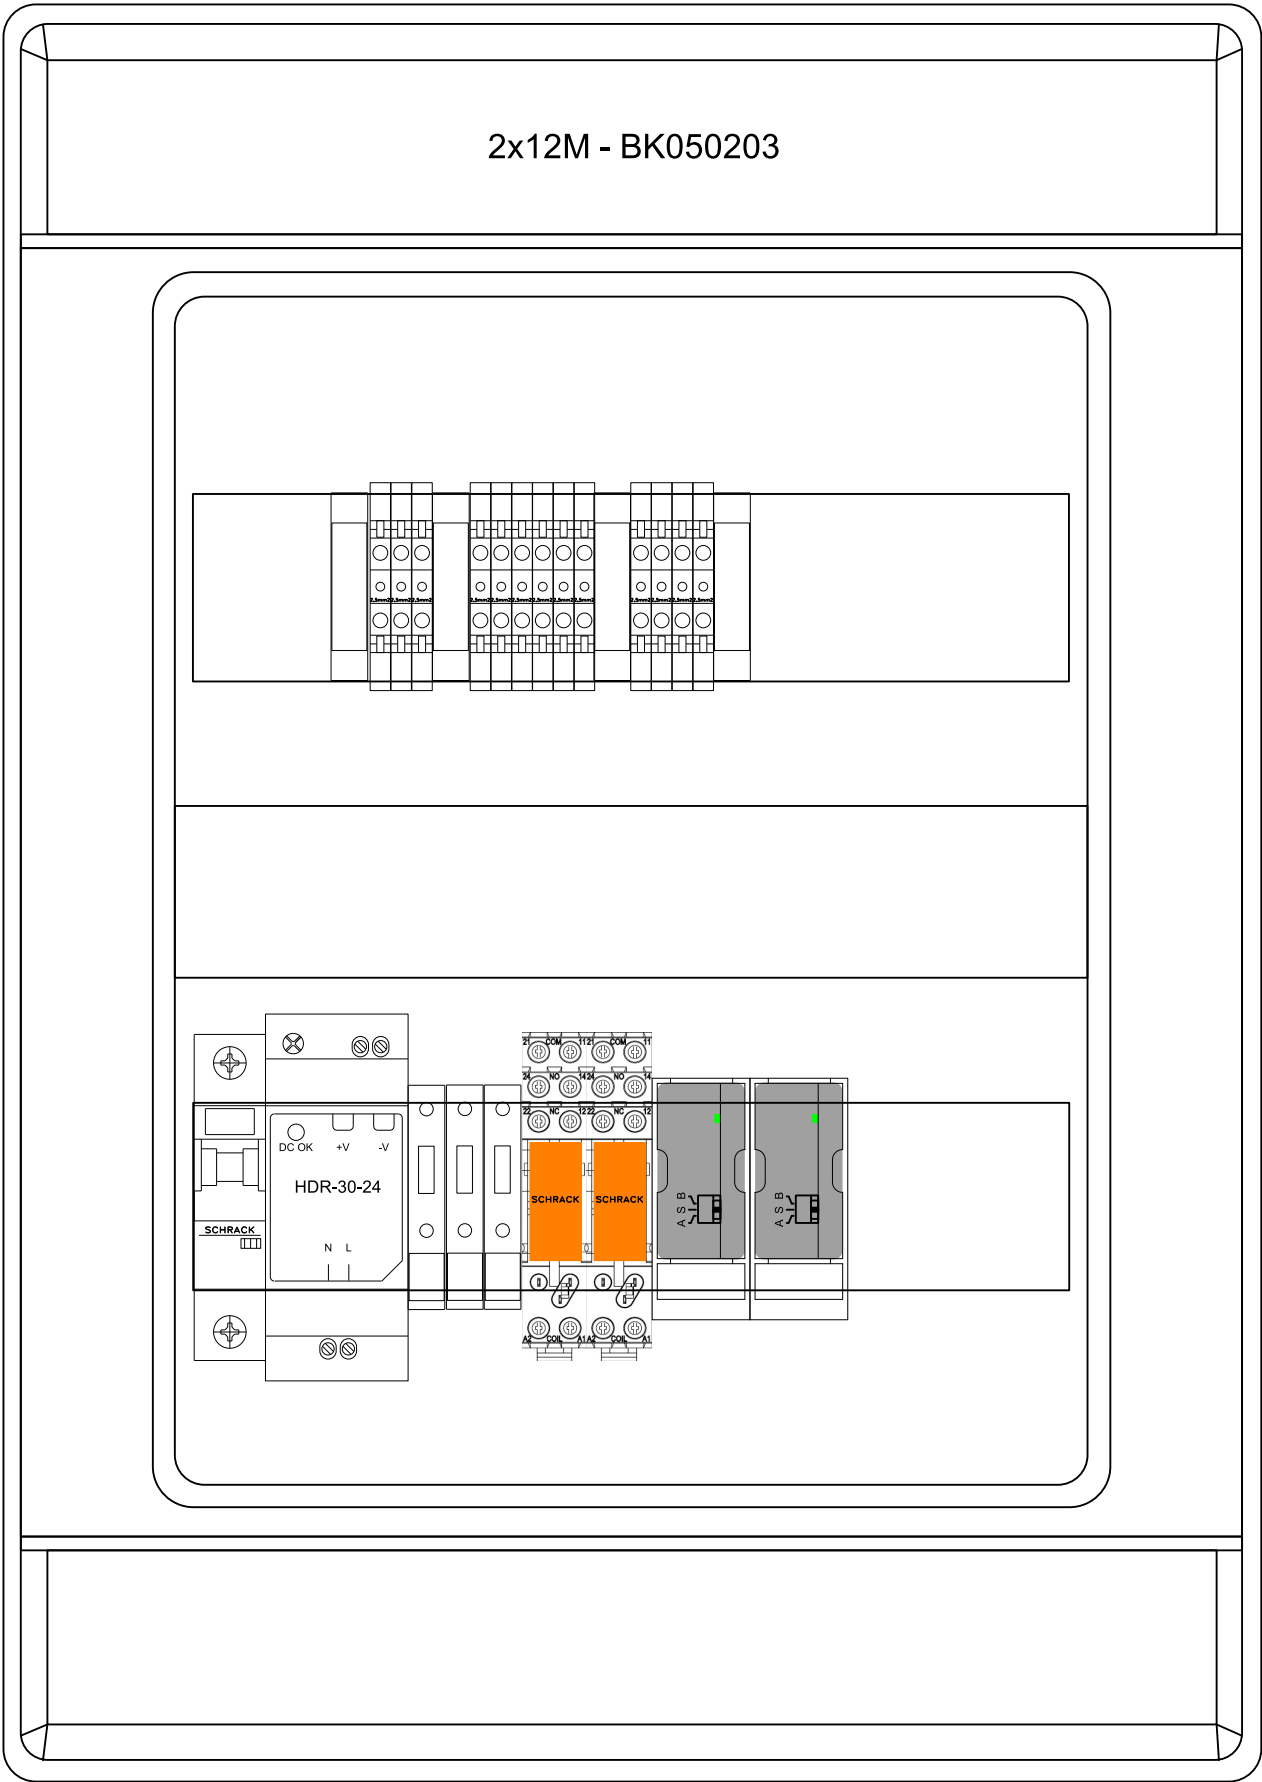 2x12M - BK050203
2.5mm2 2.5mm2 2.5mm2 2.5mm2 2.5mm2 2.5mm2 2.5mm2 2.5mm2 2.5mm2 2.5mm2 2.5mm2 2.5mm2 2.5mm2
21 COM 11 21 COM 11
24 NO 14 24 NO 14
22 NC 12 22 NC 12
DC OK +V -V
HDR-30-24
SCHRACK SCHRACK
A S B A S B
SCHRACK
N L
A2 COIL A1 A2 COIL A1